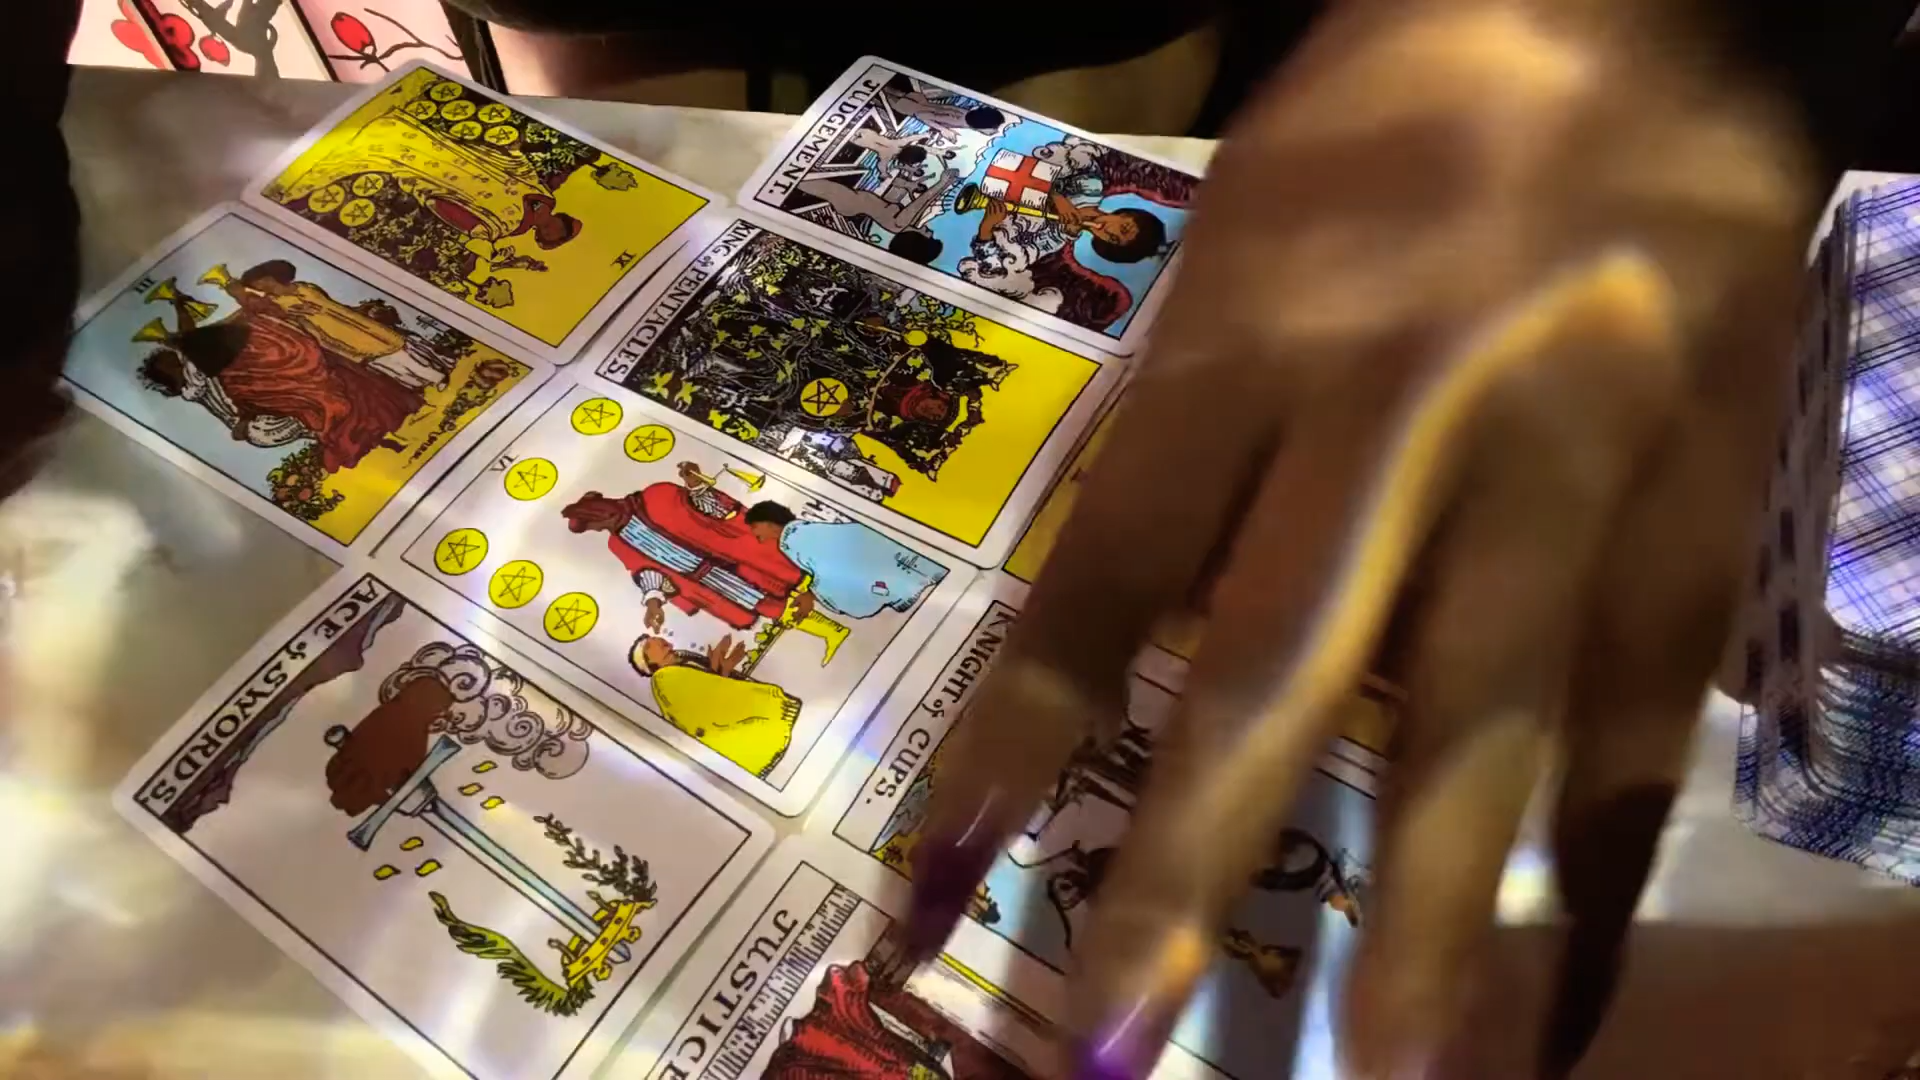 JUDGEMENT.
IX
KING of PENTACLES.
III
VI
ACE of SWORDS.
KNIGHT of CUPS.
JUSTICE